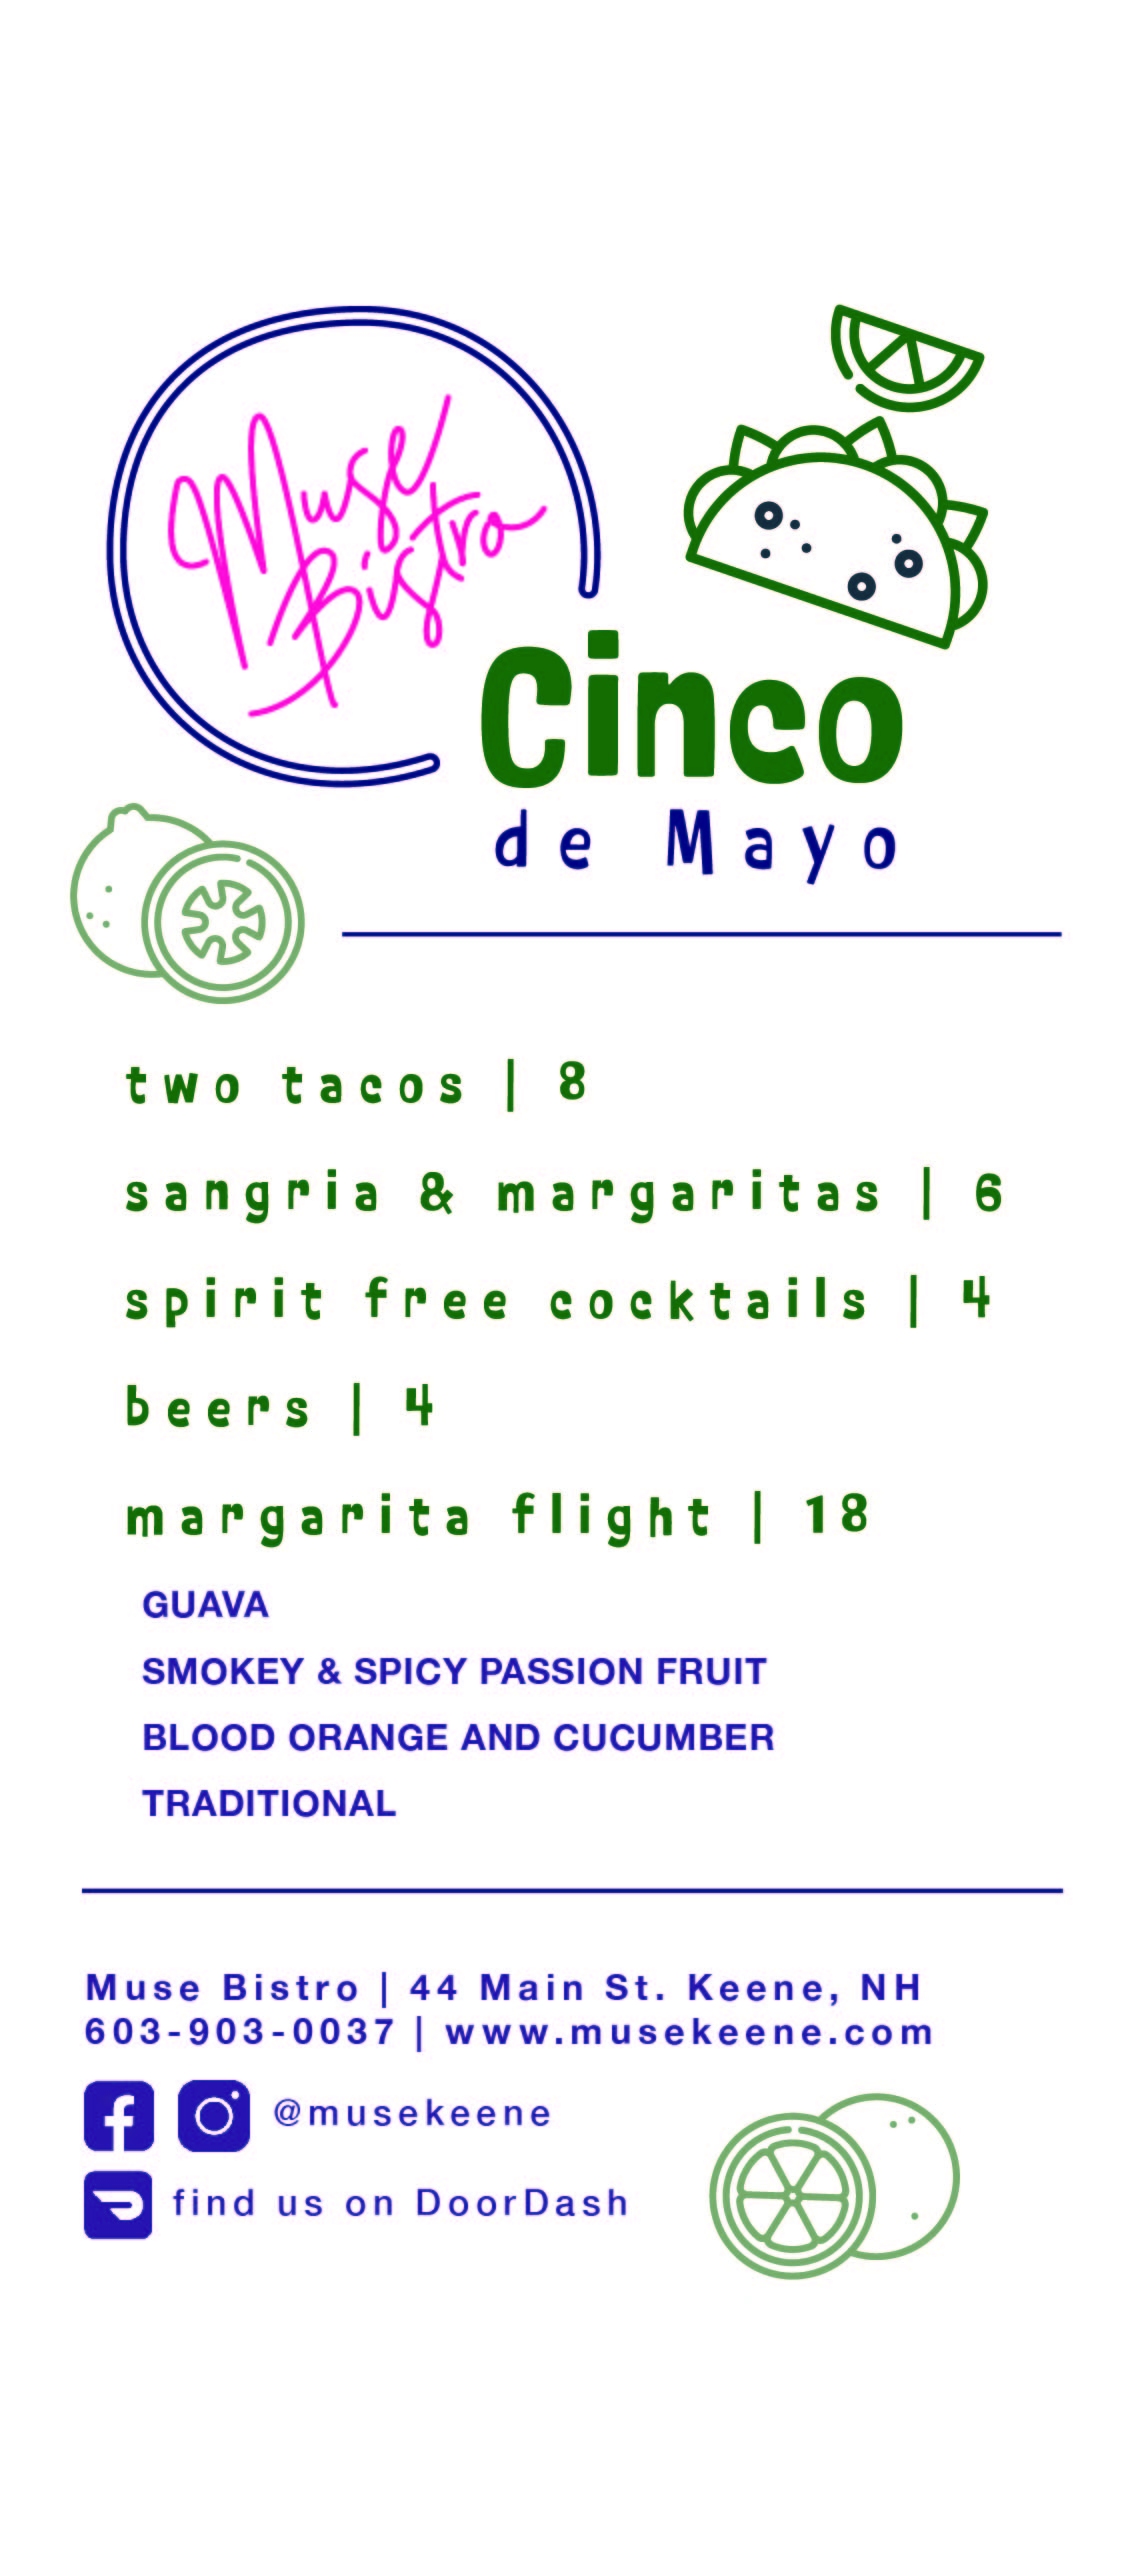 Muse
Bistro
Cinco
de Mayo
two tacos | 8
sangria & margaritas | 6
spirit free cocktails | 4
beers | 4
margarita flight | 18
GUAVA
SMOKEY & SPICY PASSION FRUIT
BLOOD ORANGE AND CUCUMBER
TRADITIONAL
Muse Bistro | 44 Main St. Keene, NH
603-903-0037 | www.musekeene.com
@musekeene
find us on DoorDash